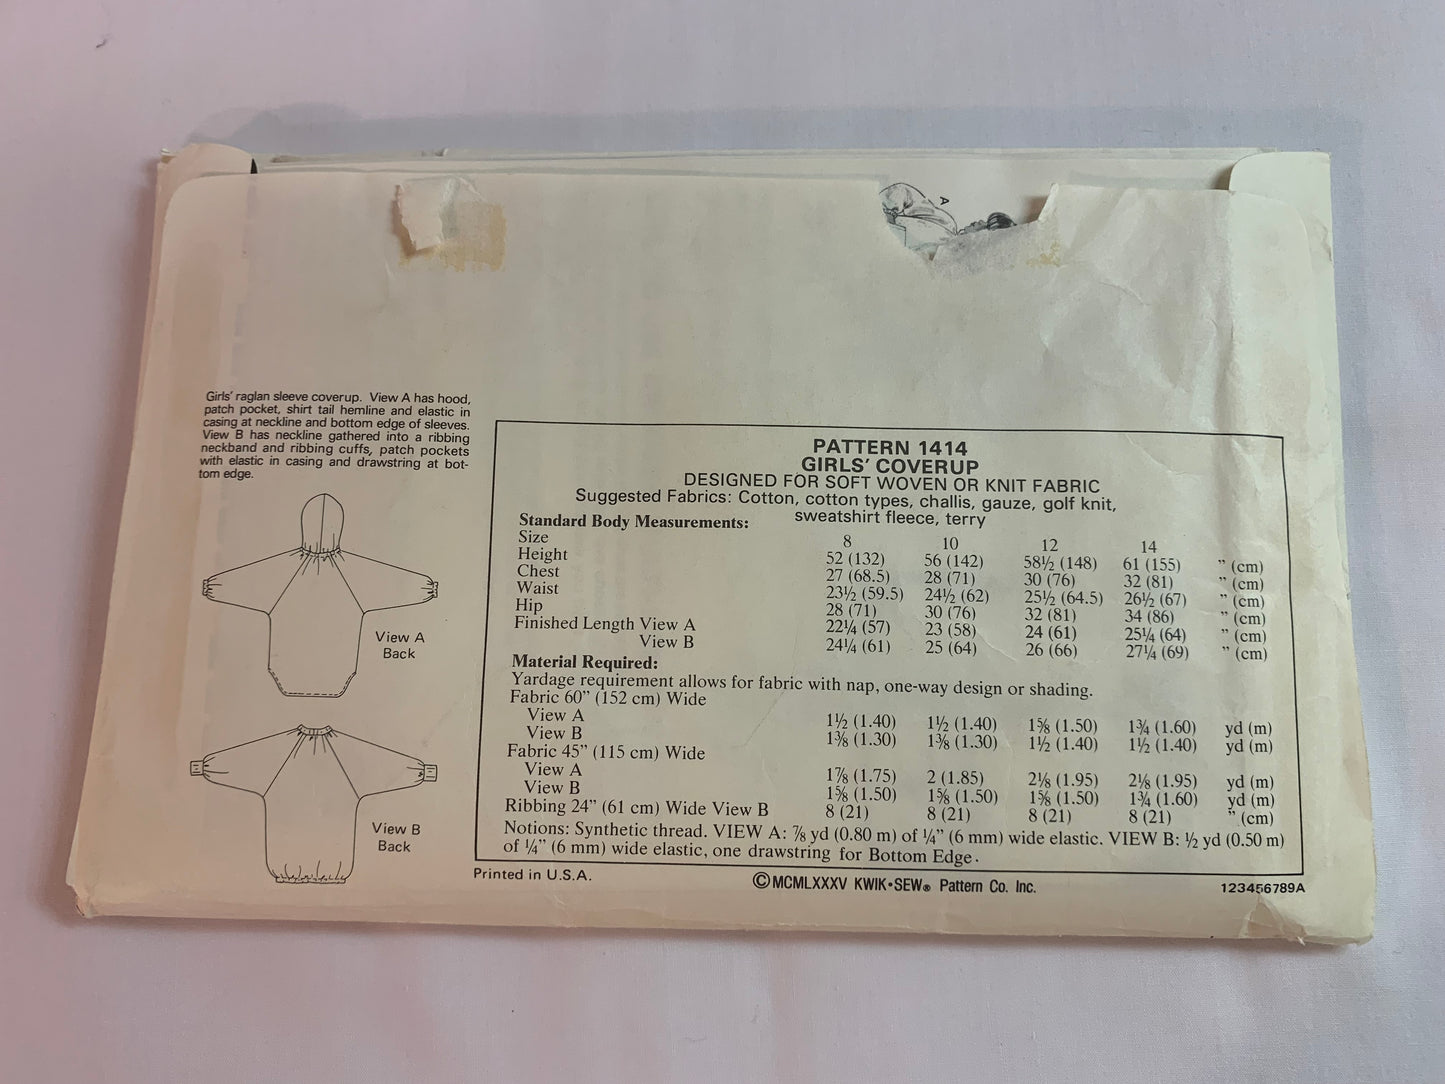 A
Girls' raglan sleeve coverup. View A has hood,
patch pocket, shirt tail hemline and elastic in
casing at neckline and bottom edge of sleeves.
View B has neckline gathered into a ribbing
neckband and ribbing cuffs, patch pockets
with elastic in casing and drawstring at bot-
tom edge.
View A
Back
View B
Back
PATTERN 1414
GIRLS' COVERUP
DESIGNED FOR SOFT WOVEN OR KNIT FABRIC
Suggested Fabrics: Cotton, cotton types, challis, gauze, golf knit,
sweatshirt fleece, terry
Standard Body Measurements:
Size 8 10 12 14
Height 52 (132) 56 (142) 58½ (148) 61 (155) " (cm)
Chest 27 (68.5) 28 (71) 30 (76) 32 (81) " (cm)
Waist 23½ (59.5) 24½ (62) 25½ (64.5) 26½ (67) " (cm)
Hip 28 (71) 30 (76) 32 (81) 34 (86) " (cm)
Finished Length View A 22¼ (57) 23 (58) 24 (61) 25¼ (64) " (cm)
View B 24¼ (61) 25 (64) 26 (66) 27¼ (69) " (cm)
Material Required:
Yardage requirement allows for fabric with nap, one-way design or shading.
Fabric 60" (152 cm) Wide
View A 1½ (1.40) 1½ (1.40) 1⅝ (1.50) 1¾ (1.60) yd (m)
View B 1⅜ (1.30) 1⅜ (1.30) 1½ (1.40) 1½ (1.40) yd (m)
Fabric 45" (115 cm) Wide
View A 1⅞ (1.75) 2 (1.85) 2⅛ (1.95) 2⅛ (1.95) yd (m)
View B 1⅝ (1.50) 1⅝ (1.50) 1⅝ (1.50) 1¾ (1.60) yd (m)
Ribbing 24" (61 cm) Wide View B 8 (21) 8 (21) 8 (21) 8 (21) " (cm)
Notions: Synthetic thread. VIEW A: ⅞ yd (0.80 m) of ¼" (6 mm) wide elastic. VIEW B: ½ yd (0.50 m)
of ¼" (6 mm) wide elastic, one drawstring for Bottom Edge.
Printed in U.S.A.
©MCMLXXXV KWIK•SEW® Pattern Co. Inc.
123456789A